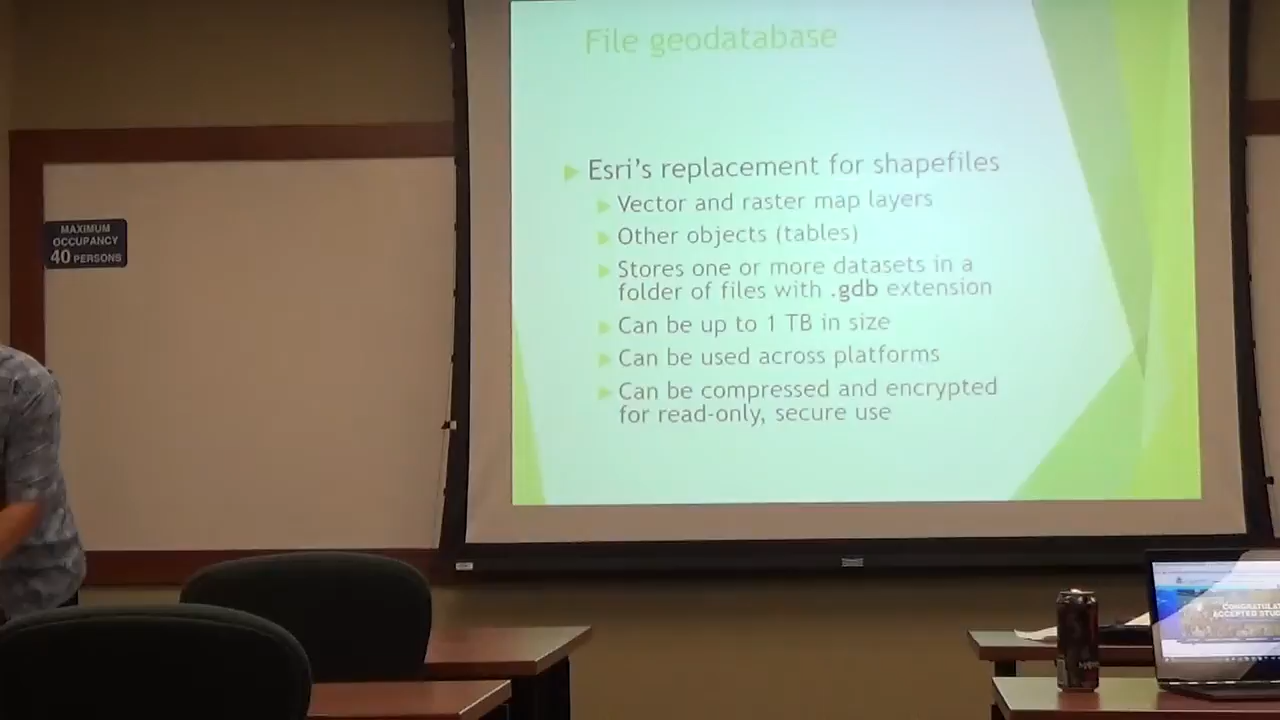 File geodatabase
Esri's replacement for shapefiles
Vector and raster map layers
Other objects (tables)
Stores one or more datasets in a
folder of files with .gdb extension
Can be up to 1 TB in size
Can be used across platforms
Can be compressed and encrypted
for read-only, secure use
MAXIMUM
OCCUPANCY
40 PERSONS